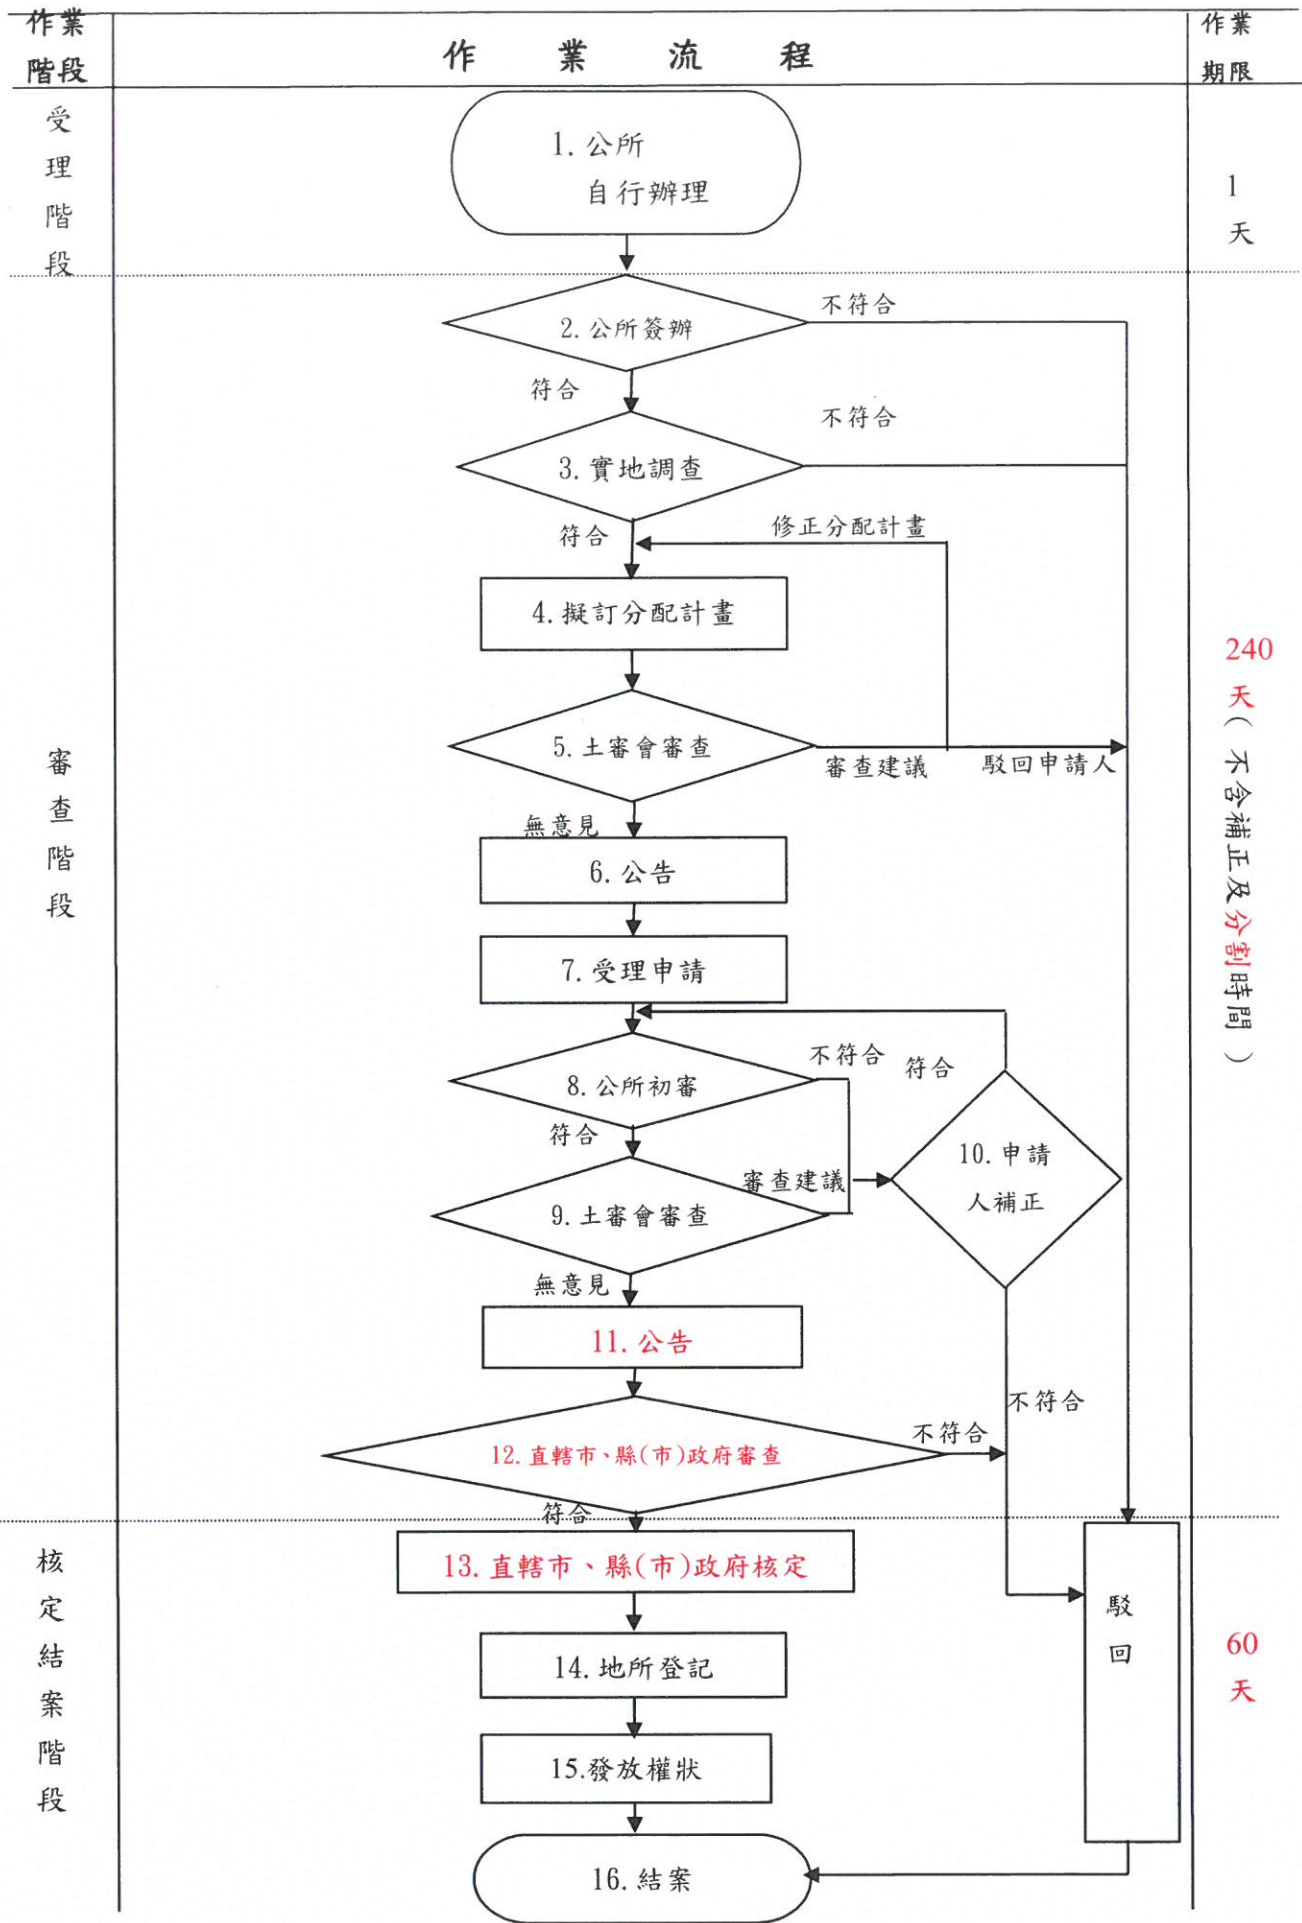 作業
階段
作 業 流 程
作業
期限
受理階段
1. 公所
自行辦理
1
天
2. 公所簽辦
不符合
符合
3. 實地調查
不符合
符合
修正分配計畫
4. 擬訂分配計畫
5. 土審會審查
審查建議
駁回申請人
無意見
6. 公告
7. 受理申請
審查階段
240
天(不含補正及分割時間)
8. 公所初審
不符合
符合
符合
9. 土審會審查
審查建議
10. 申請
人補正
無意見
11. 公告
不符合
12. 直轄市、縣(市)政府審查
不符合
符合
核定結案階段
13. 直轄市、縣(市)政府核定
14. 地所登記
15.發放權狀
16. 結案
駁回
60
天